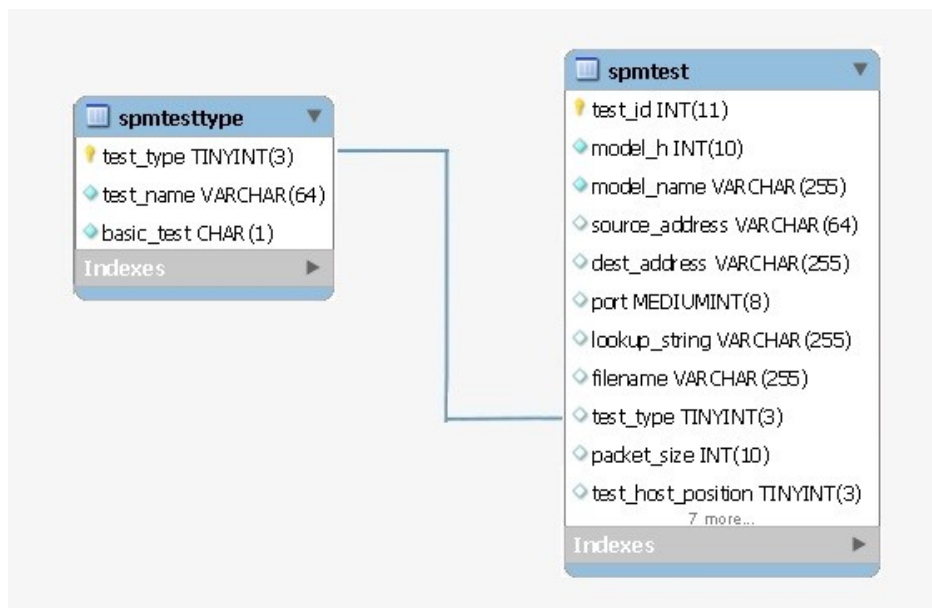 spmtesttype
test_type TINYINT(3)
test_name VARCHAR(64)
basic_test CHAR(1)
Indexes
spmtest
test_id INT(11)
model_h INT(10)
model_name VARCHAR(255)
source_address VARCHAR(64)
dest_address VARCHAR(255)
port MEDIUMINT(8)
lookup_string VARCHAR(255)
filename VARCHAR(255)
test_type TINYINT(3)
packet_size INT(10)
test_host_position TINYINT(3)
7 more...
Indexes